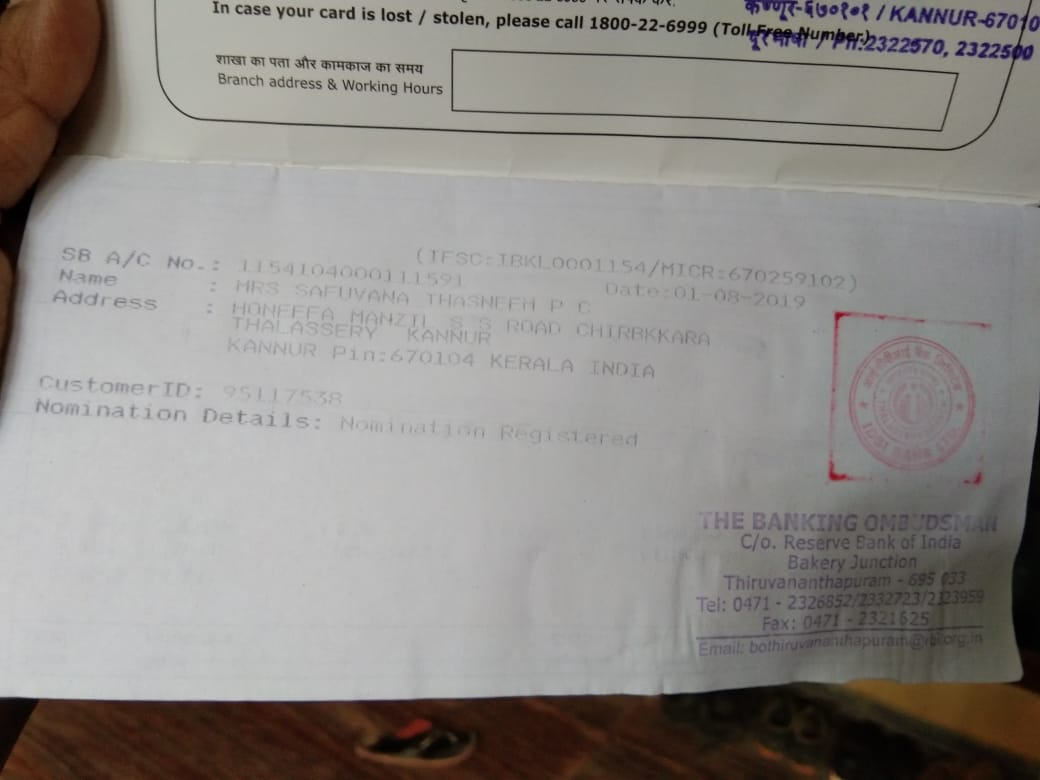 In case your card is lost / stolen, please call 1800-22-6999 (Toll Free Number)
कण्णूर-६७०१०१ / KANNUR-67010
दूरभाषी / Ph:2322570, 2322500
शाखा का पता और कामकाज का समय
Branch address & Working Hours
(IFSC:IBKL0001154/MICR:670259102)
SB A/C No.: 1154104000111591 Date:01-08-2019
Name : MRS SAFUVANA THASNEEM P C
Address : HONEFFA MANZIL S S ROAD CHIRBKKARA
THALASSERY KANNUR
KANNUR Pin:670104 KERALA INDIA
CustomerID: 95117538
Nomination Details: Nomination Registered
IDBI BANK LTD
THE BANKING OMBUDSMAN
C/o. Reserve Bank of India
Bakery Junction
Thiruvananthapuram - 695 033
Tel: 0471 - 2326852/2332723/2323959
Fax: 0471 - 2321625
Email: bothiruvananthapuram@rbi.org.in